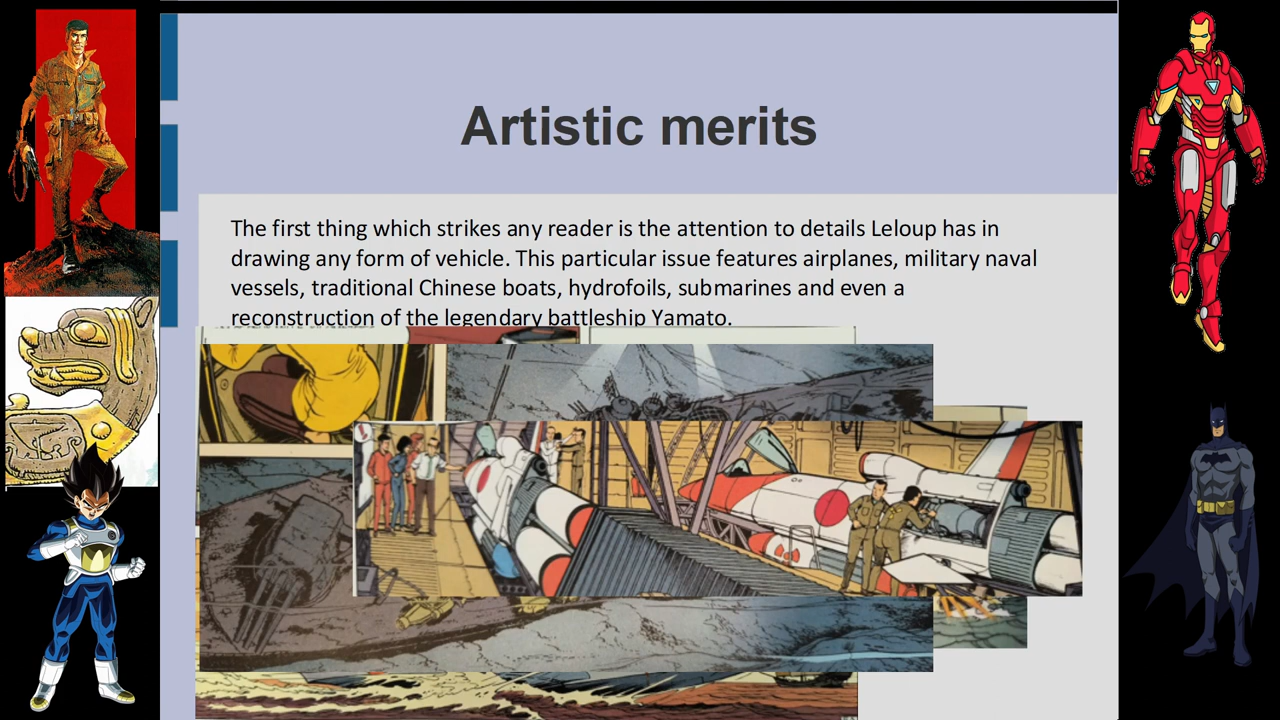 Artistic merits
The first thing which strikes any reader is the attention to details Leloup has in
drawing any form of vehicle. This particular issue features airplanes, military naval
vessels, traditional Chinese boats, hydrofoils, submarines and even a
reconstruction of the legendary battleship Yamato.